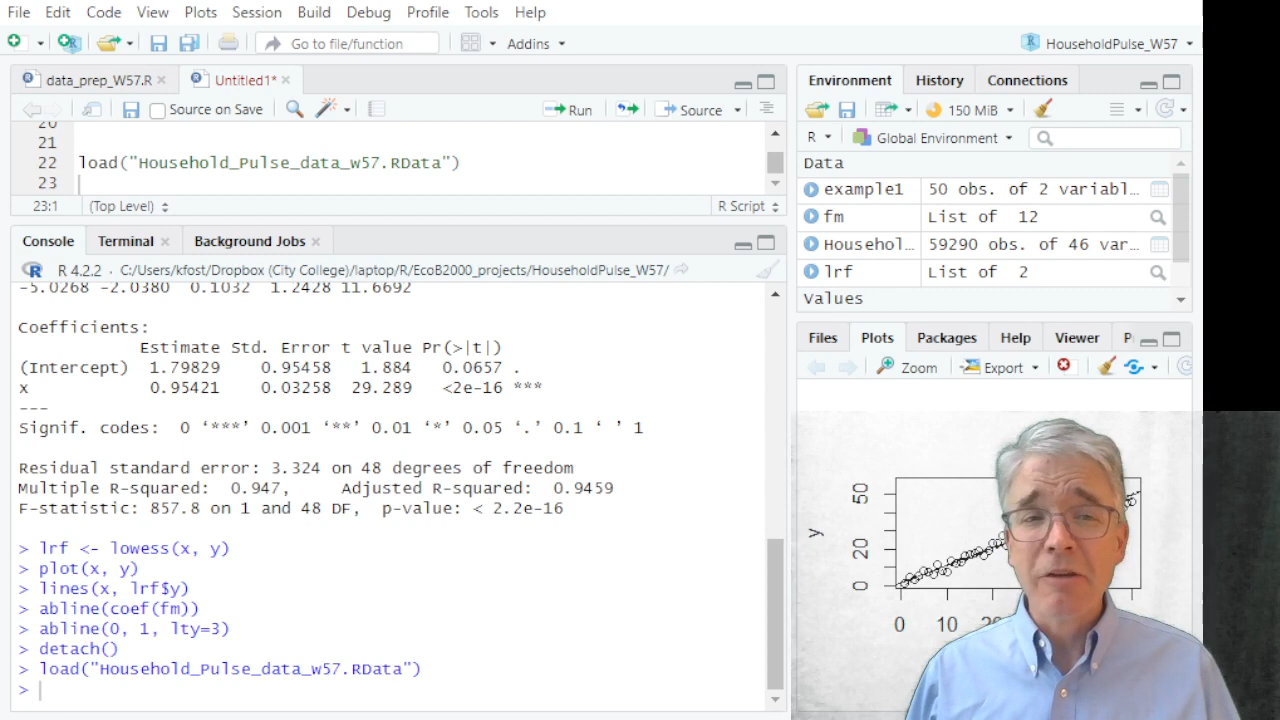 File Edit Code View Plots Session Build Debug Profile Tools Help
Go to file/function Addins HouseholdPulse_W57
data_prep_W57.R Untitled1*
Source on Save Run Source
20
21
22 load("Household_Pulse_data_w57.RData")
23
23:1 (Top Level) R Script
Console Terminal Background Jobs
R 4.2.2 · C:/Users/kfost/Dropbox (City College)/laptop/R/EcoB2000_projects/HouseholdPulse_W57/
-5.0268 -2.0380 0.1032 1.2428 11.6692
Coefficients:
Estimate Std. Error t value Pr(>|t|)
(Intercept) 1.79829 0.95458 1.884 0.0657 .
x 0.95421 0.03258 29.289 <2e-16 ***
---
Signif. codes: 0 ‘***’ 0.001 ‘**’ 0.01 ‘*’ 0.05 ‘.’ 0.1 ‘ ’ 1
Residual standard error: 3.324 on 48 degrees of freedom
Multiple R-squared: 0.947, Adjusted R-squared: 0.9459
F-statistic: 857.8 on 1 and 48 DF, p-value: < 2.2e-16
> lrf <- lowess(x, y)
> plot(x, y)
> lines(x, lrf$y)
> abline(coef(fm))
> abline(0, 1, lty=3)
> detach()
> load("Household_Pulse_data_w57.RData")
>
Environment History Connections
150 MiB
R Global Environment
Data
example1 50 obs. of 2 variabl…
fm List of 12
Househol… 59290 obs. of 46 var…
lrf List of 2
Values
Files Plots Packages Help Viewer P
Zoom Export
y
50
20
0
0 10 20